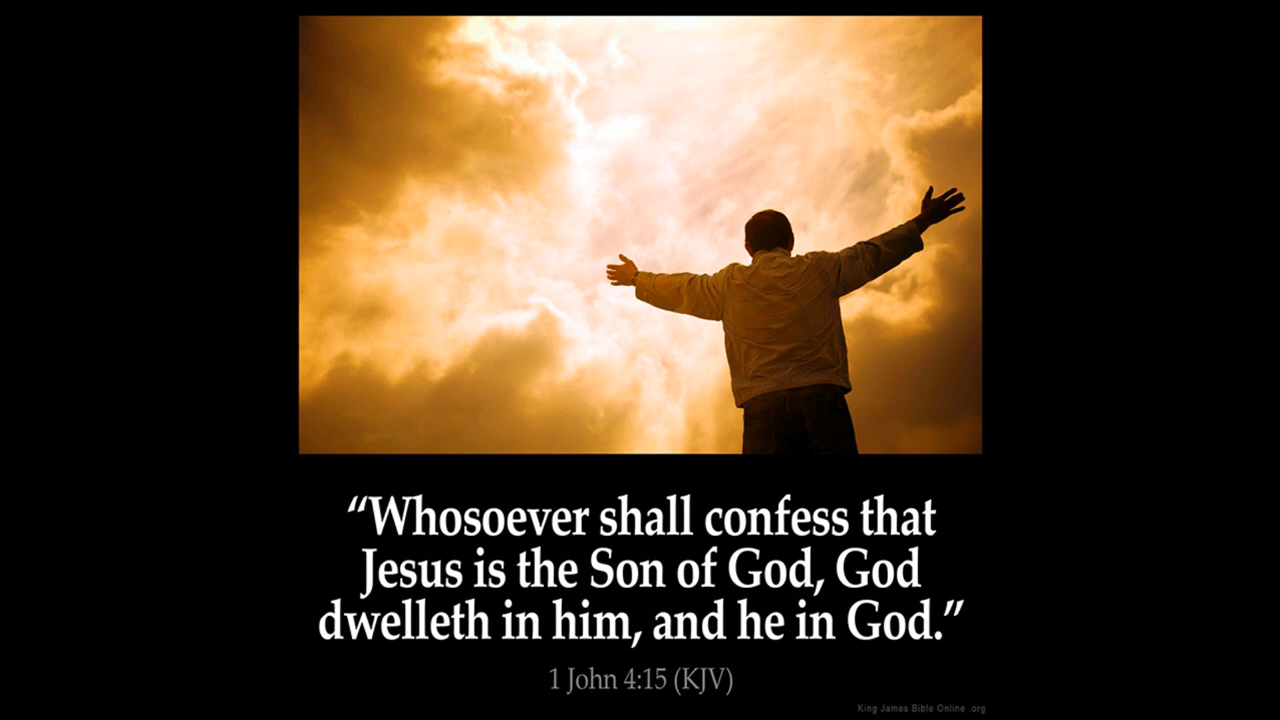 “Whosoever shall confess that
Jesus is the Son of God, God
dwelleth in him, and he in God.”
1 John 4:15 (KJV)
King James Bible Online .org